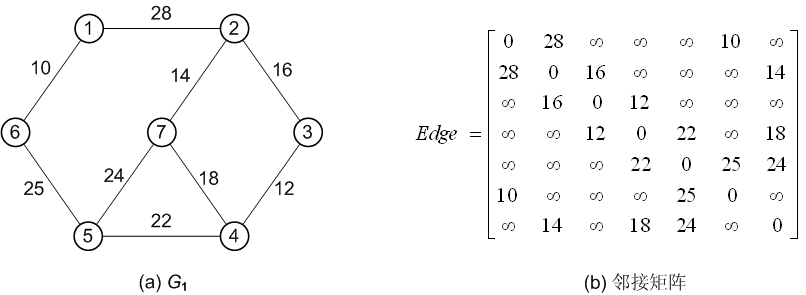 28
1
2
10
14
16
6
7
3
25
24
18
12
22
5
4
(a) G1
Edge =
0 28 ∞ ∞ ∞ 10 ∞
28 0 16 ∞ ∞ ∞ 14
∞ 16 0 12 ∞ ∞ ∞
∞ ∞ 12 0 22 ∞ 18
∞ ∞ ∞ 22 0 25 24
10 ∞ ∞ ∞ 25 0 ∞
∞ 14 ∞ 18 24 ∞ 0
(b) 邻接矩阵